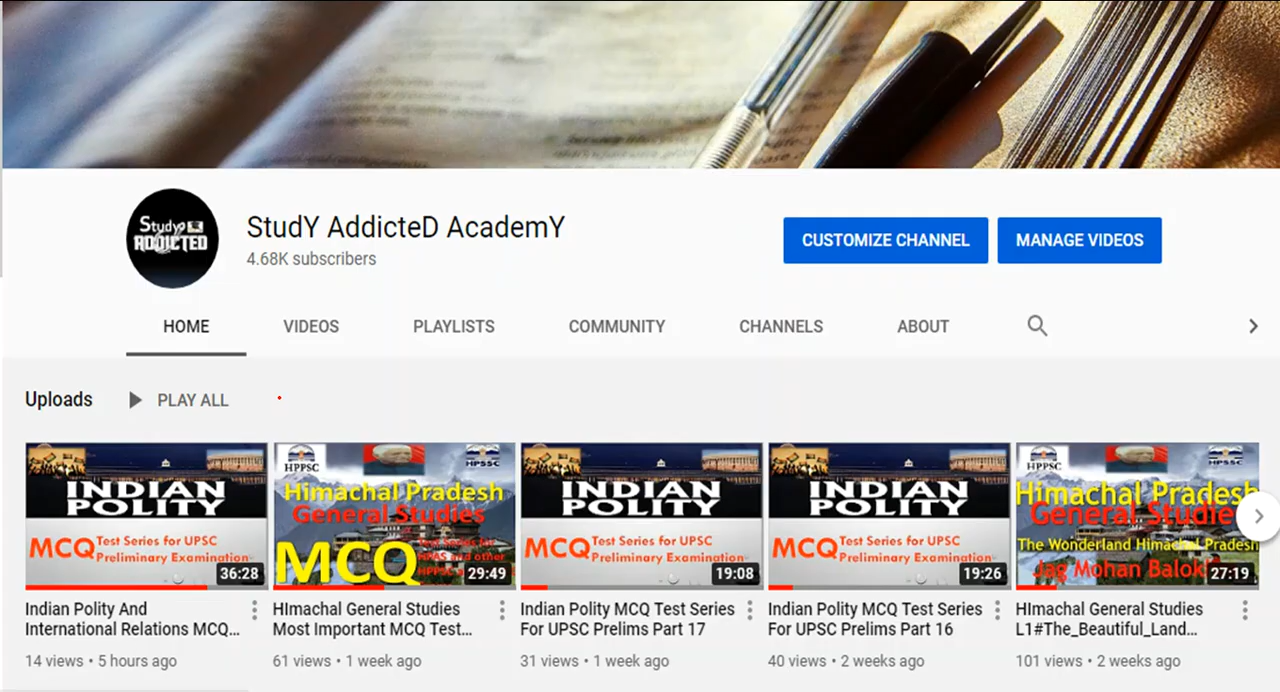 Study
ADDICTED
StudY AddicteD AcademY
4.68K subscribers
CUSTOMIZE CHANNEL
MANAGE VIDEOS
HOME
VIDEOS
PLAYLISTS
COMMUNITY
CHANNELS
ABOUT
Uploads
PLAY ALL
INDIAN
POLITY
MCQ Test Series for UPSC
Preliminary Examination
36:28
Indian Polity And
International Relations MCQ...
14 views • 5 hours ago
HPPSC
HPSSC
Himachal Pradesh
General Studies
MCQ
29:49
HImachal General Studies
Most Important MCQ Test...
61 views • 1 week ago
INDIAN
POLITY
MCQ Test Series for UPSC
Preliminary Examination
19:08
Indian Polity MCQ Test Series
For UPSC Prelims Part 17
31 views • 1 week ago
INDIAN
POLITY
MCQ Test Series for UPSC
Preliminary Examination
19:26
Indian Polity MCQ Test Series
For UPSC Prelims Part 16
40 views • 2 weeks ago
HPPSC
HPSSC
Himachal Pradesh
General Studie
The Wonderland Himachal Pradesh
Jag Mohan Balok
27:19
HImachal General Studies
L1#The_Beautiful_Land...
101 views • 2 weeks ago